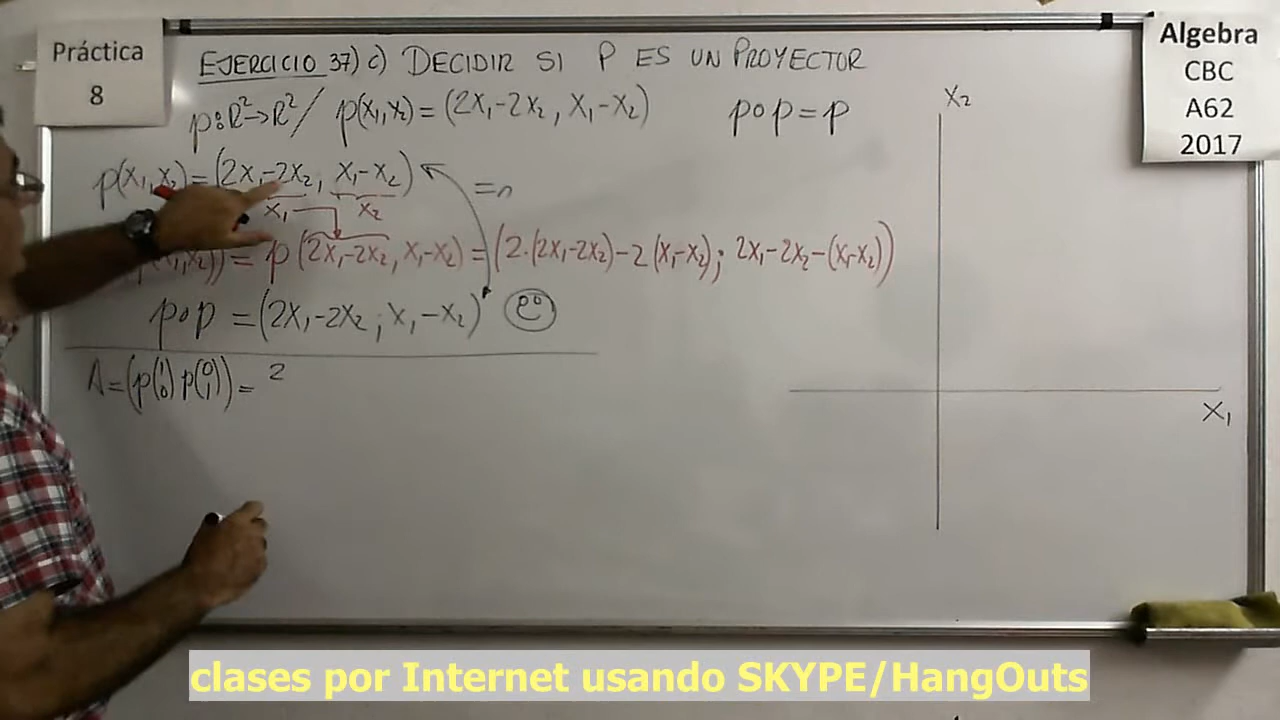 Práctica
8
EJERCICIO 37) c) DECIDIR SI P ES UN PROYECTOR
Algebra
CBC
A62
2017
p:R²→R²/ p(x₁,x₂)=(2x₁-2x₂, x₁-x₂) p∘p=p
x₂
p(x₁,x₂)=(2x₁-2x₂, x₁-x₂) =
x₁ x₂
(x₁,x₂))= p(2x₁-2x₂, x₁-x₂)=(2.(2x₁-2x₂)-2(x₁-x₂); 2x₁-2x₂-(x₁-x₂))
p∘p =(2x₁-2x₂; x₁-x₂)
A=(p(1 0) p(0 1))= 2
x₁
clases por Internet usando SKYPE/HangOuts